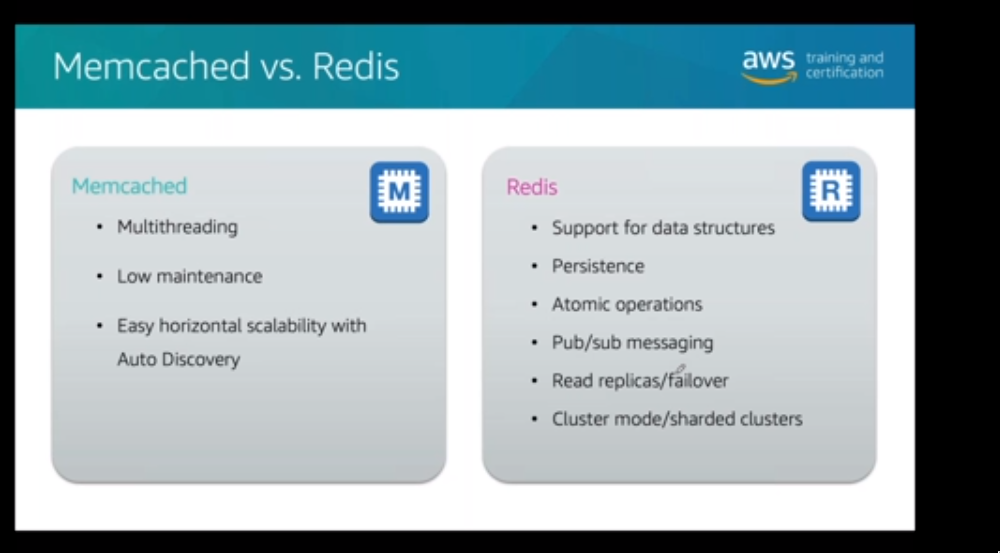 Memcached vs. Redis
aws training and
certification
Memcached
M
• Multithreading
• Low maintenance
• Easy horizontal scalability with
Auto Discovery
Redis
R
• Support for data structures
• Persistence
• Atomic operations
• Pub/sub messaging
• Read replicas/failover
• Cluster mode/sharded clusters